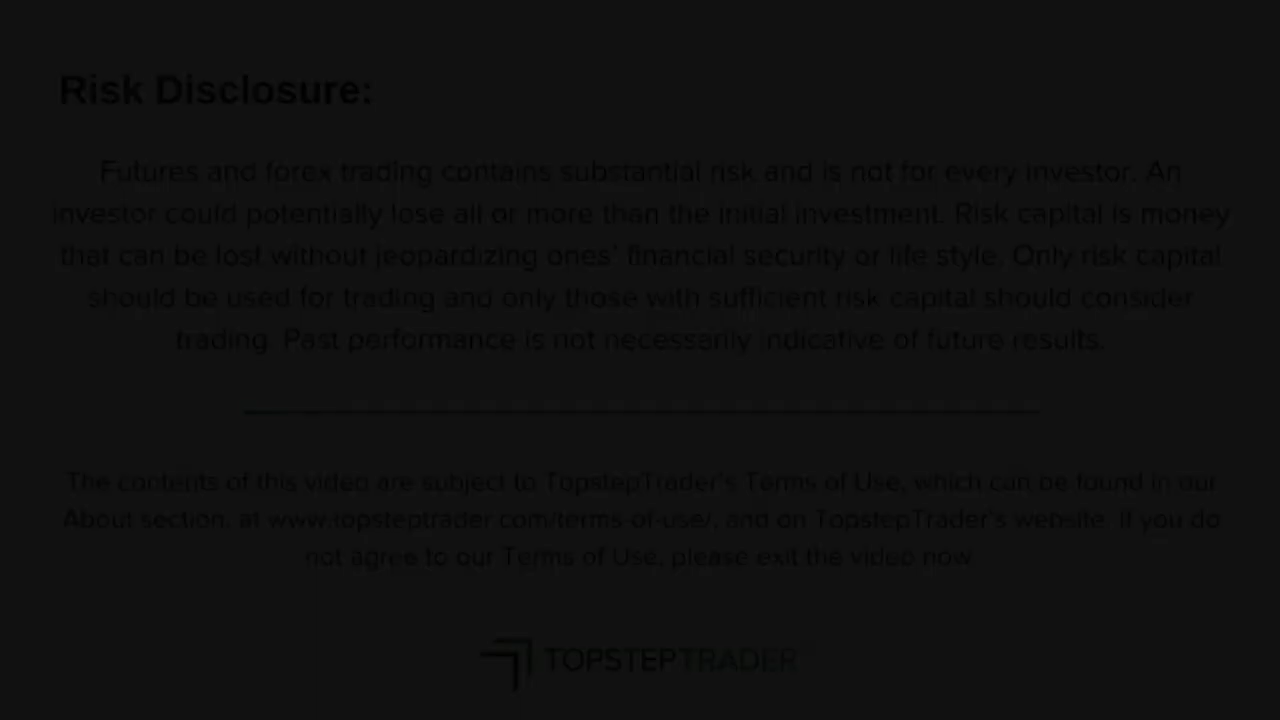 Risk Disclosure:
Futures and forex trading contains substantial risk and is not for every investor. An
investor could potentially lose all or more than the initial investment. Risk capital is money
that can be lost without jeopardizing ones' financial security or life style. Only risk capital
should be used for trading and only those with sufficient risk capital should consider
trading. Past performance is not necessarily indicative of future results.
The contents of this video are subject to TopstepTrader's Terms of Use, which can be found in our
About section, at www.topsteptrader.com/terms-of-use/, and on TopstepTrader's website. If you do
not agree to our Terms of Use, please exit the video now.
TOPSTEPTRADER